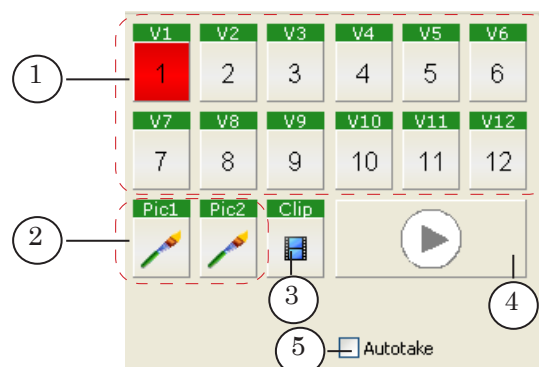 V1 V2 V3 V4 V5 V6
1 1 2 3 4 5 6
V7 V8 V9 V10 V11 V12
7 8 9 10 11 12
2 Pic1 Pic2 Clip
3 4
5 Autotake